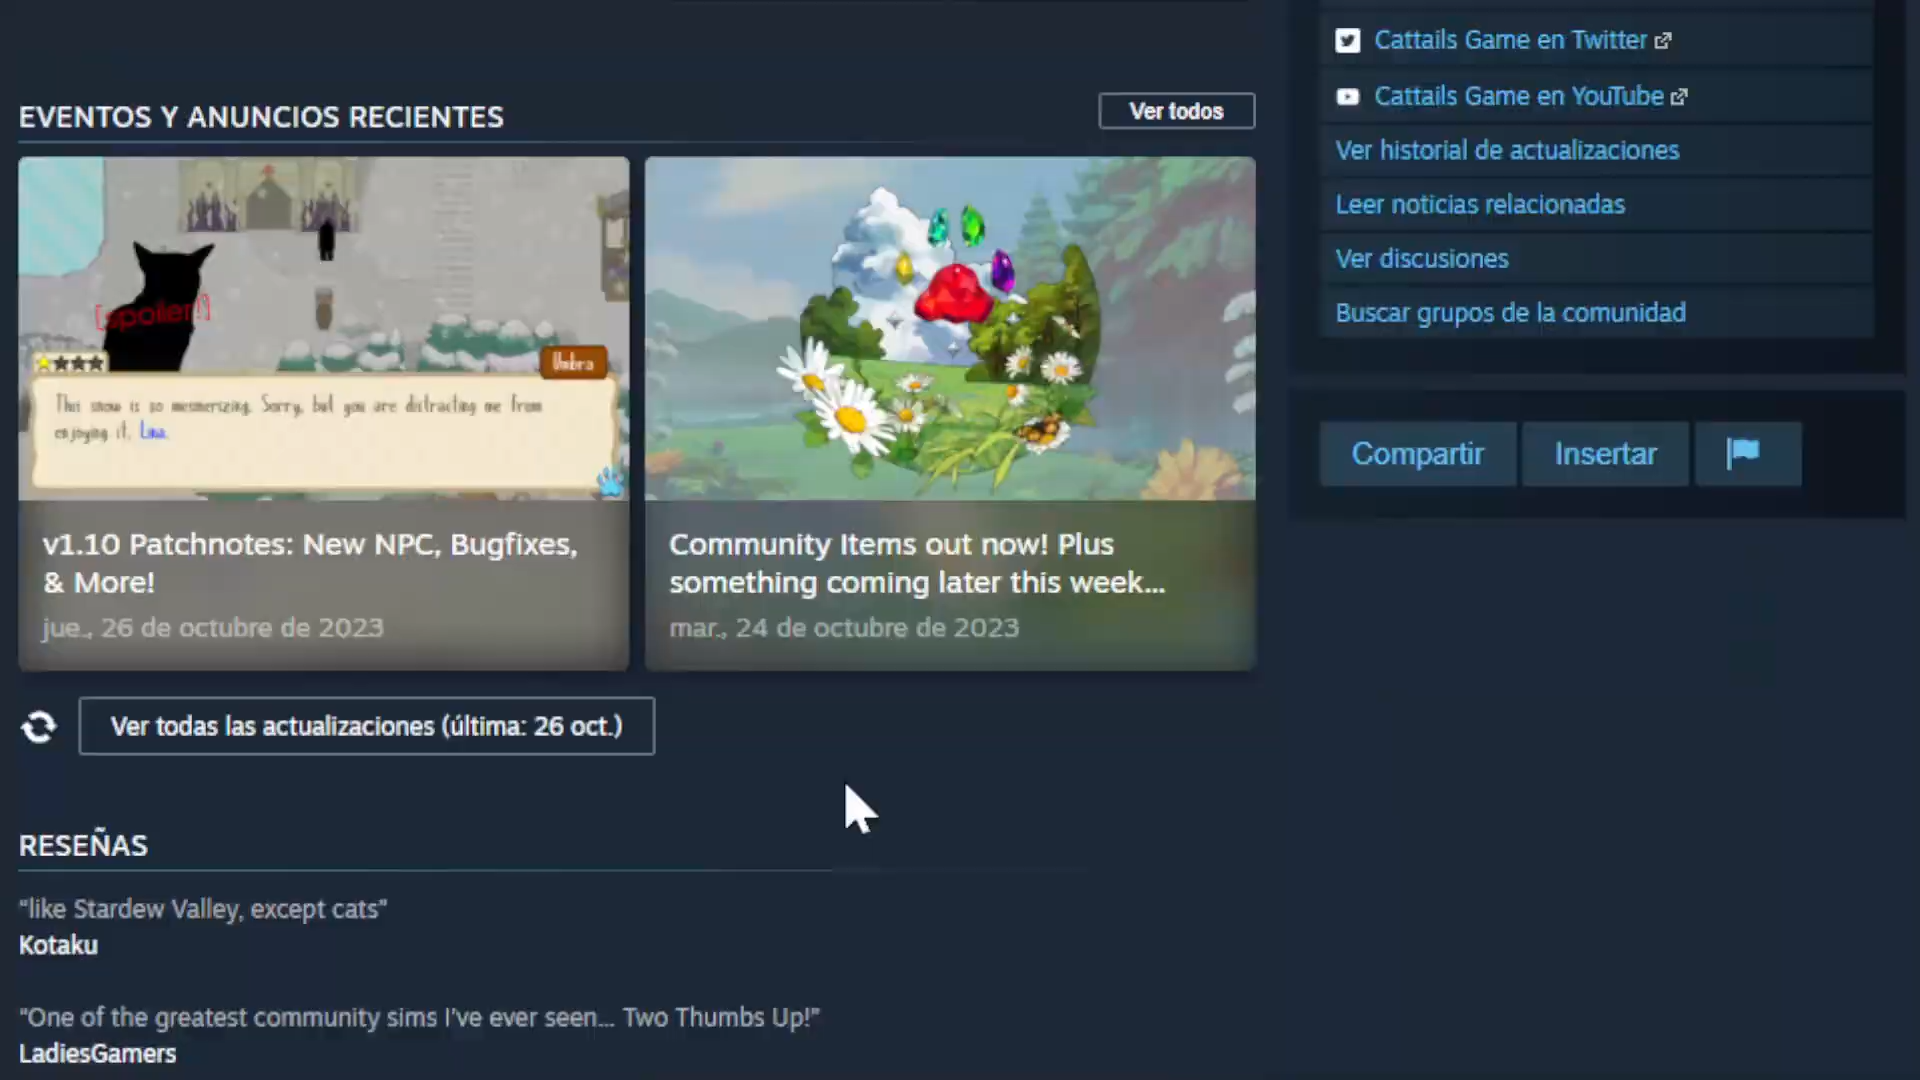 Cattails Game en Twitter
Cattails Game en YouTube
Ver historial de actualizaciones
Leer noticias relacionadas
Ver discusiones
Buscar grupos de la comunidad
Compartir
Insertar
EVENTOS Y ANUNCIOS RECIENTES
Ver todos
[spoiler!]
Umbra
This snow is so mesmerizing. Sorry, but you are distracting me from
enjoying it, Lina.
v1.10 Patchnotes: New NPC, Bugfixes,
& More!
jue., 26 de octubre de 2023
Community Items out now! Plus
something coming later this week...
mar., 24 de octubre de 2023
Ver todas las actualizaciones (última: 26 oct.)
RESEÑAS
“like Stardew Valley, except cats”
Kotaku
“One of the greatest community sims I've ever seen... Two Thumbs Up!”
LadiesGamers